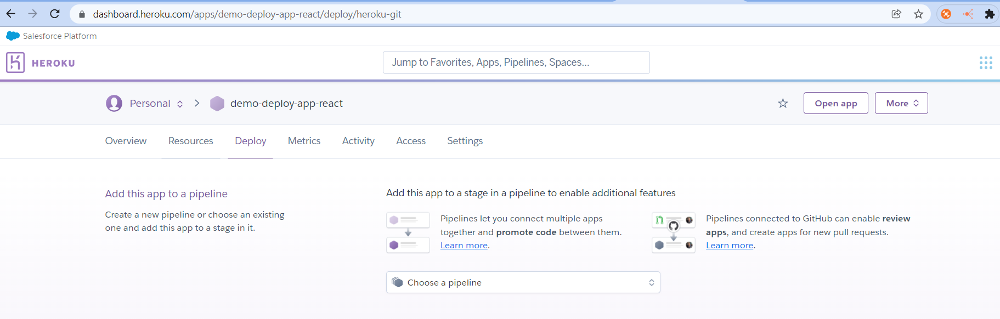 dashboard.heroku.com/apps/demo-deploy-app-react/deploy/heroku-git
Salesforce Platform
HEROKU
Jump to Favorites, Apps, Pipelines, Spaces...
Personal
demo-deploy-app-react
Open app
More
Overview
Resources
Deploy
Metrics
Activity
Access
Settings
Add this app to a pipeline
Create a new pipeline or choose an existing
one and add this app to a stage in it.
Add this app to a stage in a pipeline to enable additional features
Pipelines let you connect multiple apps
together and promote code between them.
Learn more.
Pipelines connected to GitHub can enable review
apps, and create apps for new pull requests.
Learn more.
Choose a pipeline